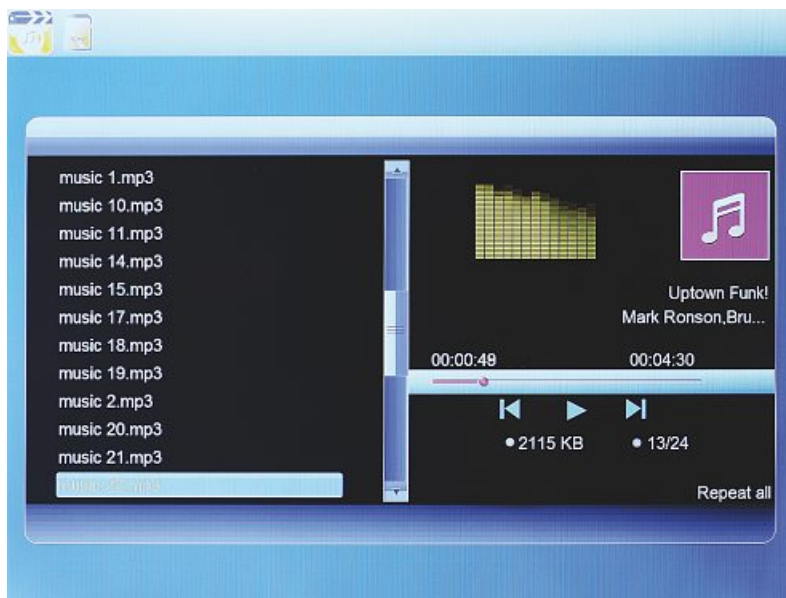 music 1.mp3
music 10.mp3
music 11.mp3
music 14.mp3
music 15.mp3
music 17.mp3
music 18.mp3
music 19.mp3
music 2.mp3
music 20.mp3
music 21.mp3
Uptown Funk!
Mark Ronson,Bru...
00:00:49 00:04:30
2115 KB 13/24
Repeat all